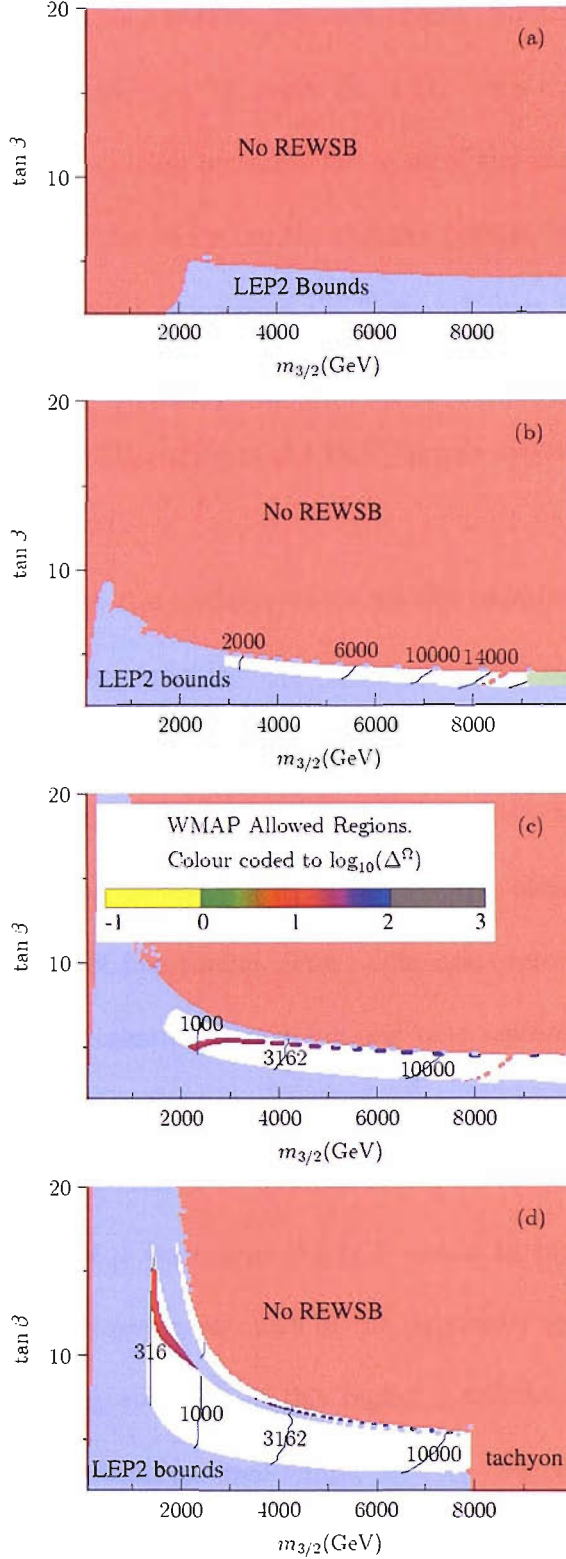 20
(a)
No REWSB
tan β
10
LEP2 Bounds
2000 4000 6000 8000
m3/2(GeV)
20
(b)
No REWSB
tan β
10
2000 6000 10000 14000
LEP2 bounds
2000 4000 6000 8000
m3/2(GeV)
20
(c)
WMAP Allowed Regions.
Colour coded to log10(ΔΩ)
-1 0 1 2 3
tan β
10
1000
3162
10000
2000 4000 6000 8000
m3/2(GeV)
20
(d)
No REWSB
tan β
10
316
1000
3162
10000
LEP2 bounds
tachyon
2000 4000 6000 8000
m3/2(GeV)